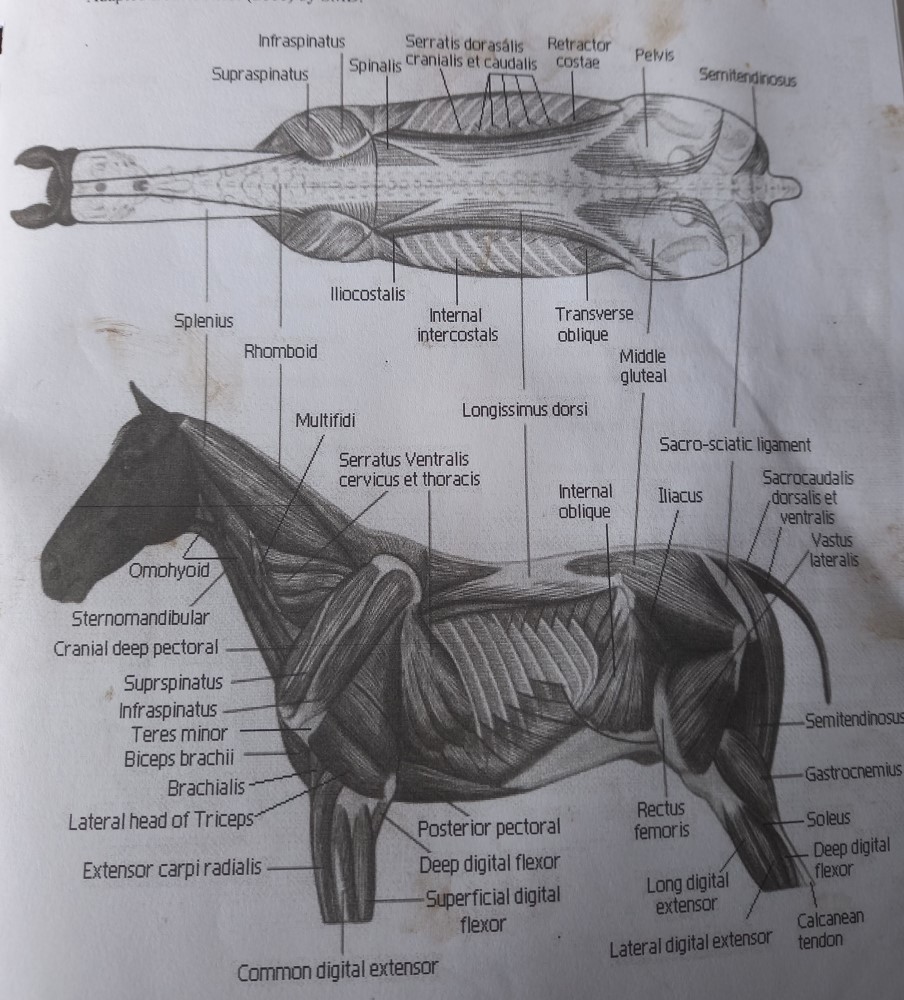 Infraspinatus
Supraspinatus
Spinalis
Serratis dorasális
cranialis et caudalis
Retractor
costae
Pelvis
Semitendinosus
Iliocostalis
Splenius
Internal
intercostals
Transverse
oblique
Rhomboid
Middle
gluteal
Longissimus dorsi
Multifidi
Sacro-sciatic ligament
Serratus Ventralis
cervicus et thoracis
Internal
oblique
Iliacus
Sacrocaudalis
dorsalis et
ventralis
Vastus
lateralis
Omohyoid
Sternomandibular
Cranial deep pectoral
Suprspinatus
Infraspinatus
Teres minor
Biceps brachii
Brachialis
Lateral head of Triceps
Extensor carpi radialis
Common digital extensor
Posterior pectoral
Deep digital flexor
Superficial digital
flexor
Rectus
femoris
Semitendinosus
Gastrocnemius
Soleus
Deep digital
flexor
Long digital
extensor
Lateral digital extensor
Calcanean
tendon